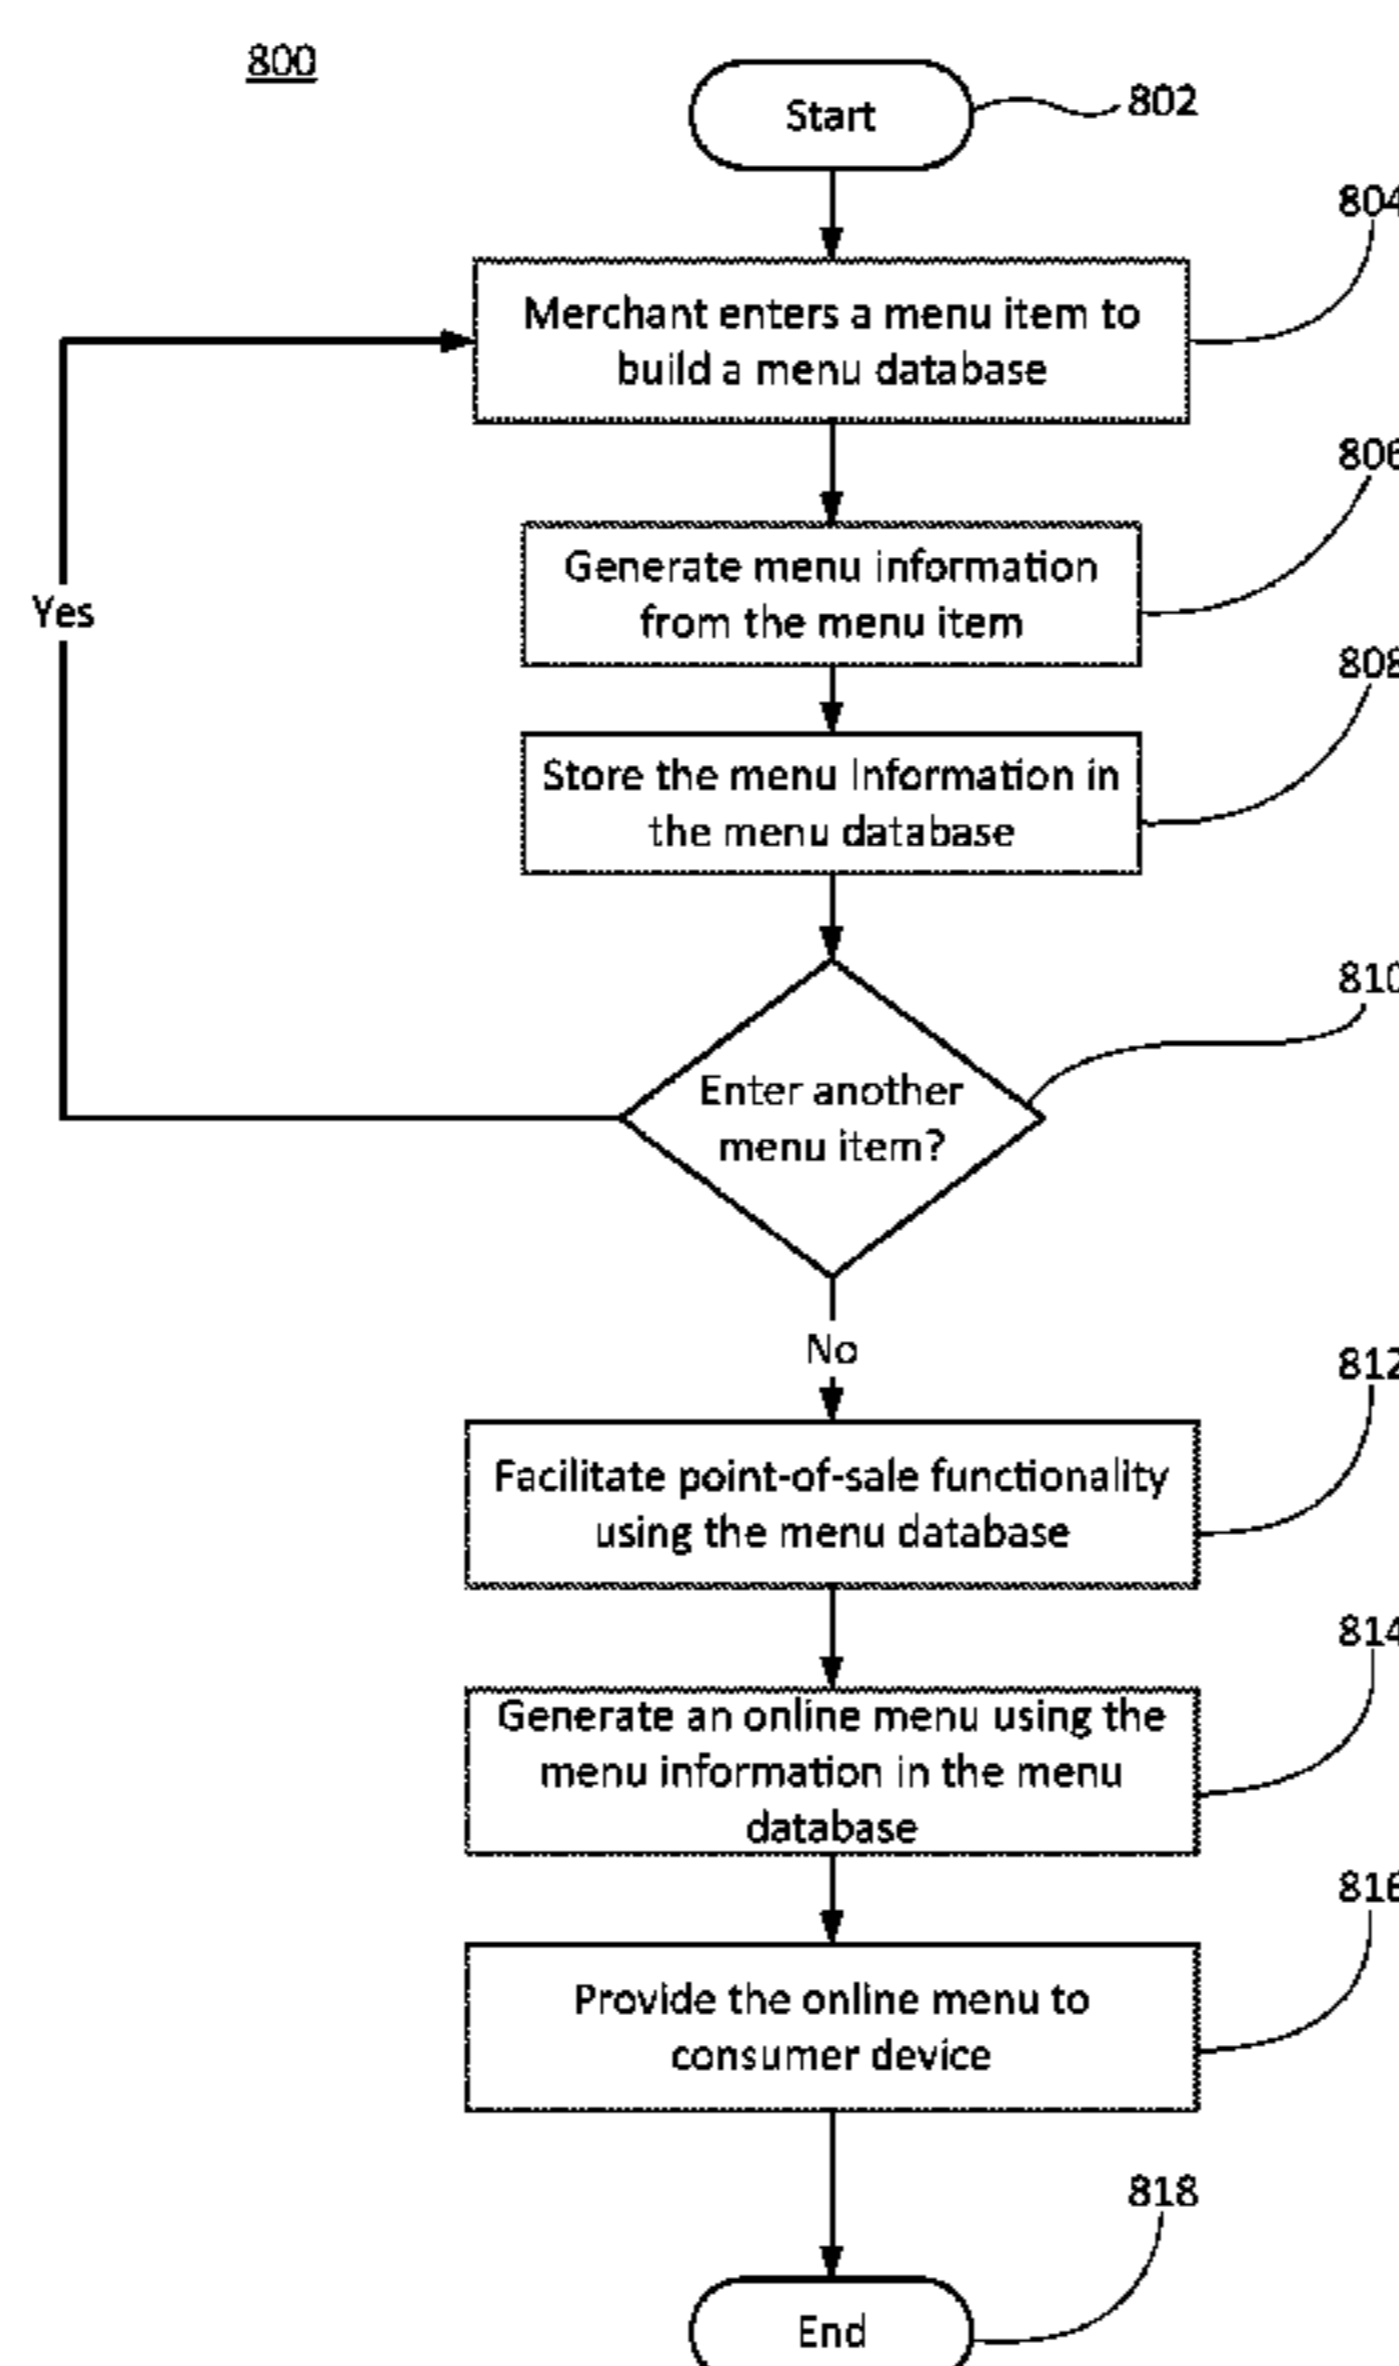 800
Start
802
804
Merchant enters a menu item to
build a menu database
806
Generate menu information
from the menu item
Yes
808
Store the menu Information in
the menu database
810
Enter another
menu item?
No
812
Facilitate point-of-sale functionality
using the menu database
814
Generate an online menu using the
menu information in the menu
database
816
Provide the online menu to
consumer device
818
End